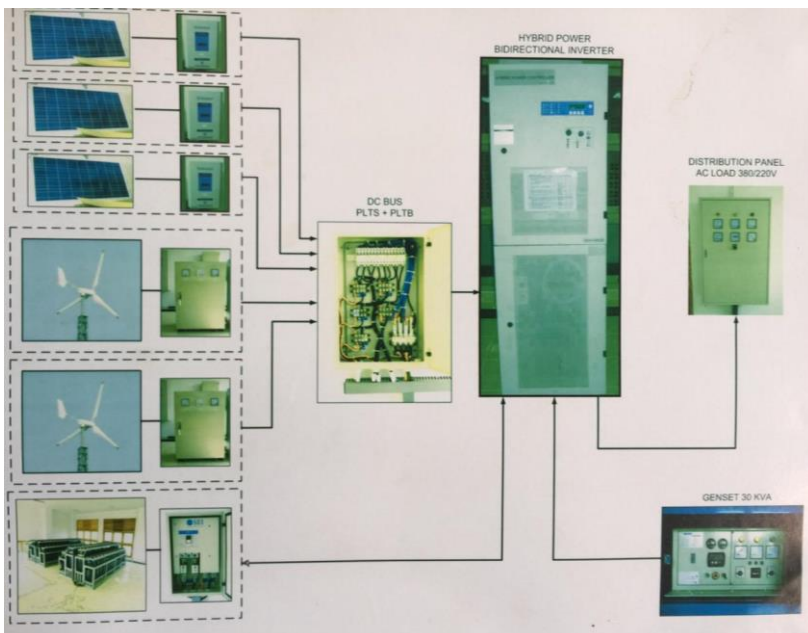 HYBRID POWER
BIDIRECTIONAL INVERTER
DISTRIBUTION PANEL
AC LOAD 380/220V
DC BUS
PLTS + PLTB
GENSET 30 KVA